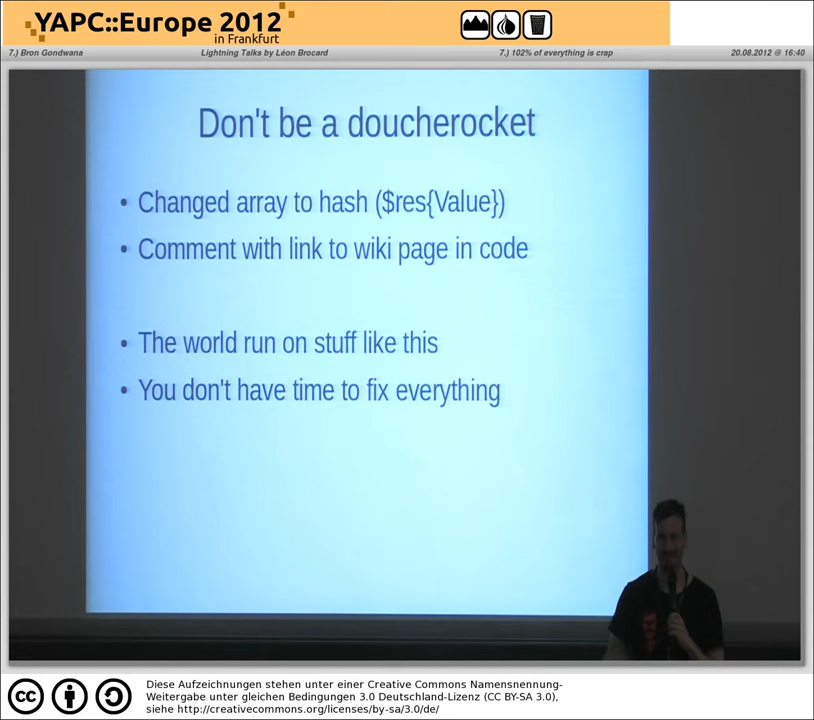 YAPC::Europe 2012
in Frankfurt
7.) Bron Gondwana Lightning Talks by Léon Brocard 7.) 102% of everything is crap 20.08.2012 @ 16:40
Don't be a doucherocket
• Changed array to hash ($res{Value})
• Comment with link to wiki page in code
• The world run on stuff like this
• You don't have time to fix everything
cc
Diese Aufzeichnungen stehen unter einer Creative Commons Namensnennung-
Weitergabe unter gleichen Bedingungen 3.0 Deutschland-Lizenz (CC BY-SA 3.0),
siehe http://creativecommons.org/licenses/by-sa/3.0/de/